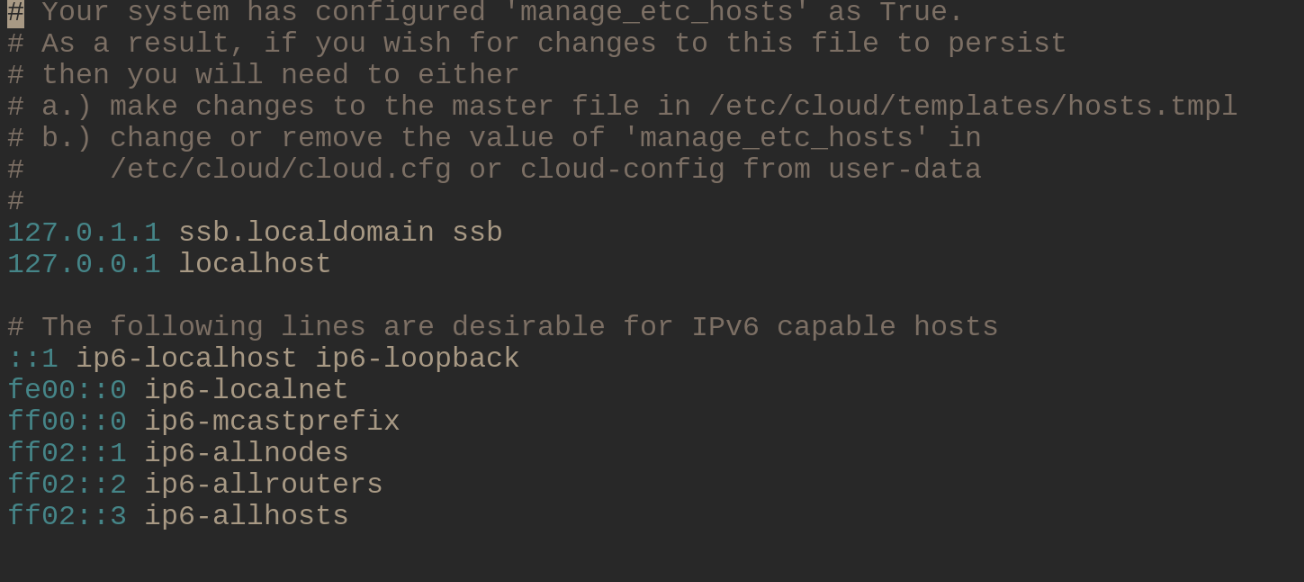 # Your system has configured 'manage_etc_hosts' as True.
# As a result, if you wish for changes to this file to persist
# then you will need to either
# a.) make changes to the master file in /etc/cloud/templates/hosts.tmpl
# b.) change or remove the value of 'manage_etc_hosts' in
#     /etc/cloud/cloud.cfg or cloud-config from user-data
#
127.0.1.1 ssb.localdomain ssb
127.0.0.1 localhost

# The following lines are desirable for IPv6 capable hosts
::1 ip6-localhost ip6-loopback
fe00::0 ip6-localnet
ff00::0 ip6-mcastprefix
ff02::1 ip6-allnodes
ff02::2 ip6-allrouters
ff02::3 ip6-allhosts